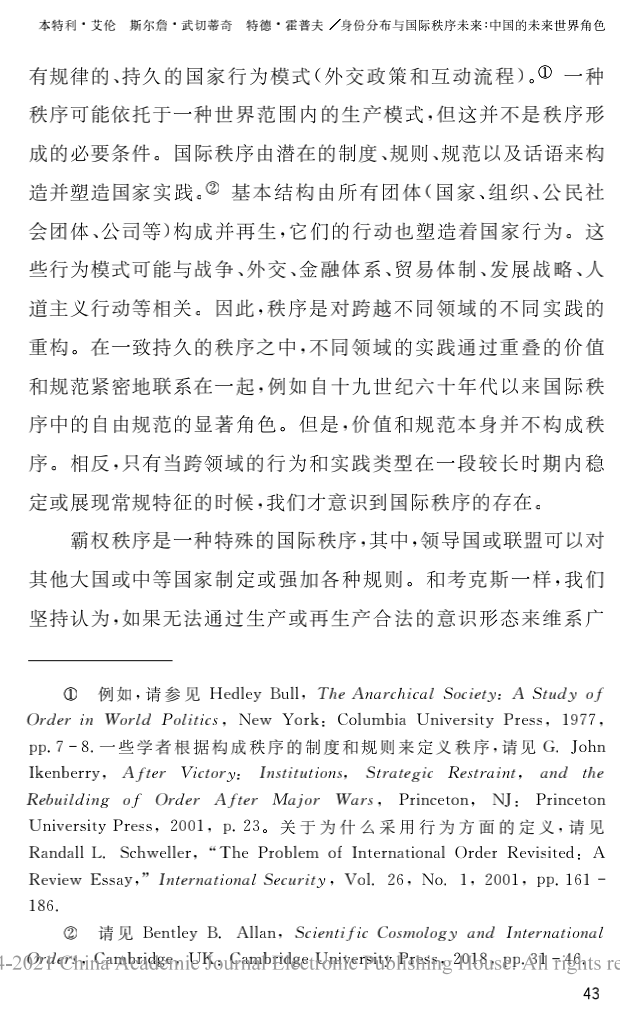 本特利·艾伦 斯尔詹·武切蒂奇 特德·霍普夫／身份分布与国际秩序未来：中国的未来世界角色
有规律的、持久的国家行为模式（外交政策和互动流程）。① 一种
秩序可能依托于一种世界范围内的生产模式，但这并不是秩序形
成的必要条件。国际秩序由潜在的制度、规则、规范以及话语来构
造并塑造国家实践。② 基本结构由所有团体（国家、组织、公民社
会团体、公司等）构成并再生，它们的行动也塑造着国家行为。这
些行为模式可能与战争、外交、金融体系、贸易体制、发展战略、人
道主义行动等相关。因此，秩序是对跨越不同领域的不同实践的
重构。在一致持久的秩序之中，不同领域的实践通过重叠的价值
和规范紧密地联系在一起，例如自十九世纪六十年代以来国际秩
序中的自由规范的显著角色。但是，价值和规范本身并不构成秩
序。相反，只有当跨领域的行为和实践类型在一段较长时期内稳
定或展现常规特征的时候，我们才意识到国际秩序的存在。
霸权秩序是一种特殊的国际秩序，其中，领导国或联盟可以对
其他大国或中等国家制定或强加各种规则。和考克斯一样，我们
坚持认为，如果无法通过生产或再生产合法的意识形态来维系广
① 例如，请参见 Hedley Bull, The Anarchical Society: A Study of
Order in World Politics, New York: Columbia University Press, 1977,
pp. 7－8. 一些学者根据构成秩序的制度和规则来定义秩序，请见 G. John
Ikenberry, After Victory: Institutions, Strategic Restraint, and the
Rebuilding of Order After Major Wars, Princeton, NJ: Princeton
University Press, 2001, p. 23。关于为什么采用行为方面的定义，请见
Randall L. Schweller, “The Problem of International Order Revisited: A
Review Essay,” International Security, Vol. 26, No. 1, 2001, pp. 161－
186.
② 请见 Bentley B. Allan, Scientific Cosmology and International
Orders, Cambridge, UK: Cambridge University Press, 2018, pp. 31－46.
4-2021 China Academic Journal Electronic Publishing House. All rights re
43